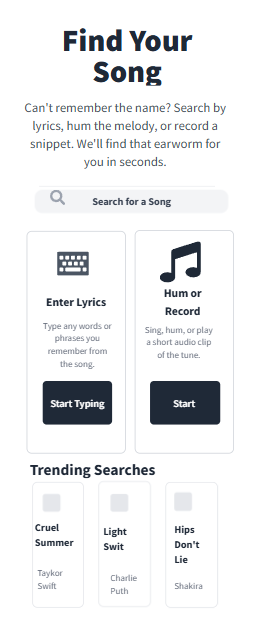 Find Your
Song
Can't remember the name? Search by
lyrics, hum the melody, or record a
snippet. We'll find that earworm for
you in seconds.
Search for a Song
Enter Lyrics
Type any words or
phrases you
remember from
the song.
Start Typing
Hum or
Record
Sing, hum, or play
a short audio clip
of the tune.
Start
Trending Searches
Cruel
Summer
Taykor
Swift
Light
Swit
Charlie
Puth
Hips
Don't
Lie
Shakira